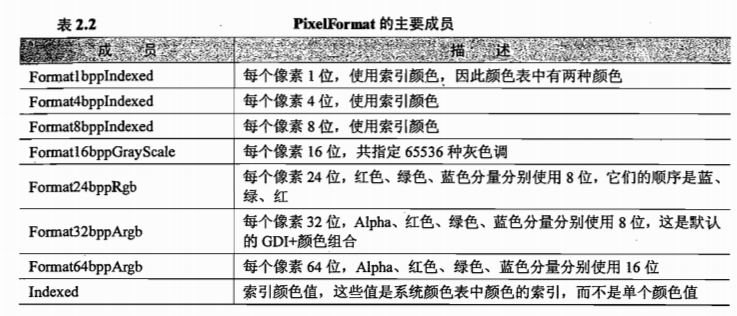 表 2.2 PixelFormat 的主要成员
成 员 描 述
Format1bppIndexed 每个像素 1 位，使用索引颜色，因此颜色表中有两种颜色
Format4bppIndexed 每个像素 4 位，使用索引颜色
Format8bppIndexed 每个像素 8 位，使用索引颜色
Format16bppGrayScale 每个像素 16 位，共指定 65536 种灰色调
Format24bppRgb 每个像素 24 位，红色、绿色、蓝色分量分别使用 8 位，它们的顺序是蓝、
绿、红
Format32bppArgb 每个像素 32 位，Alpha、红色、绿色、蓝色分量分别使用 8 位，这是默认
的 GDI+颜色组合
Format64bppArgb 每个像素 64 位，Alpha、红色、绿色、蓝色分量分别使用 16 位
Indexed 索引颜色值，这些值是系统颜色表中颜色的索引，而不是单个颜色值